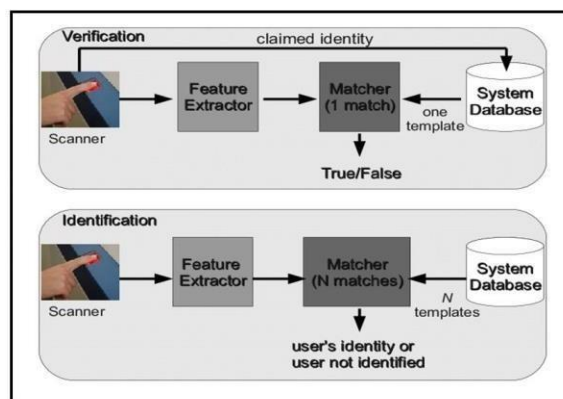 Verification
claimed identity
Feature
Extractor
Matcher
(1 match)
System
Database
one
template
Scanner
True/False
Identification
Feature
Extractor
Matcher
(N matches)
System
Database
N
templates
Scanner
user's identity or
user not identified